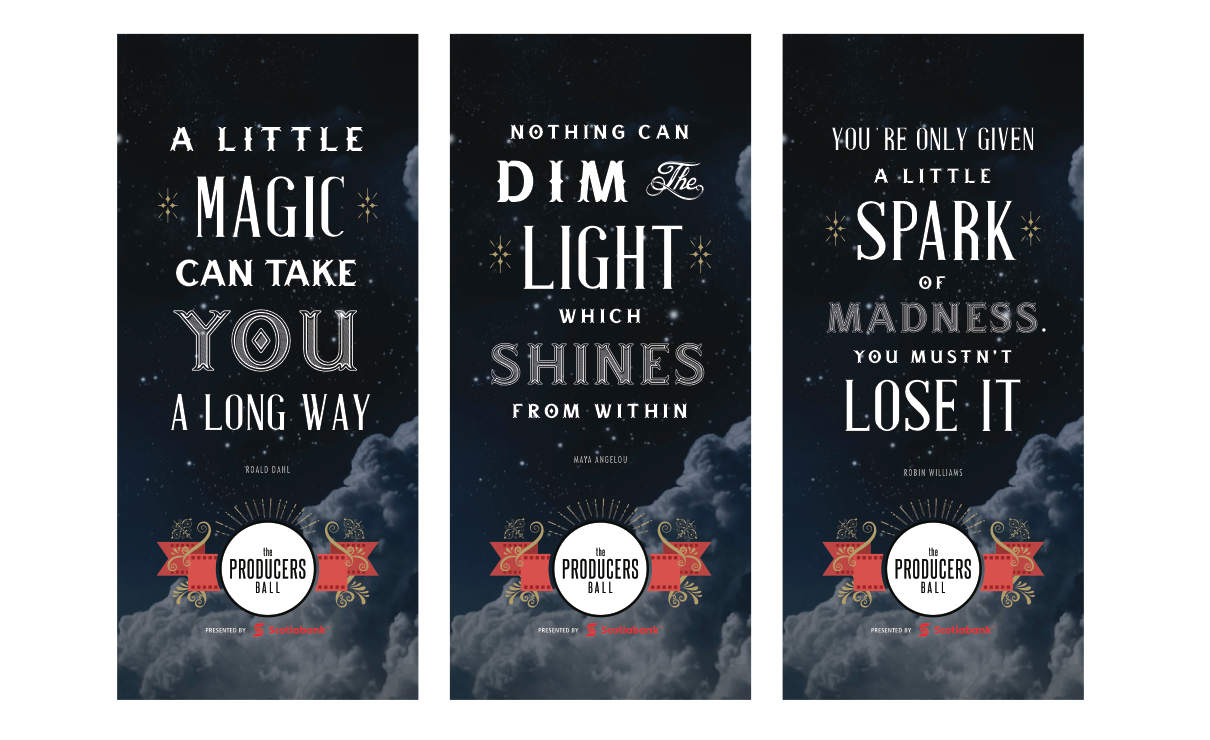 A LITTLE
MAGIC
CAN TAKE
YOU
A LONG WAY
ROALD DAHL
the
PRODUCERS
BALL
PRESENTED BY Scotiabank
NOTHING CAN
DIM The
LIGHT
WHICH
SHINES
FROM WITHIN
MAYA ANGELOU
the
PRODUCERS
BALL
PRESENTED BY Scotiabank
YOU'RE ONLY GIVEN
A LITTLE
SPARK
OF
MADNESS.
YOU MUSTN'T
LOSE IT
ROBIN WILLIAMS
the
PRODUCERS
BALL
PRESENTED BY Scotiabank